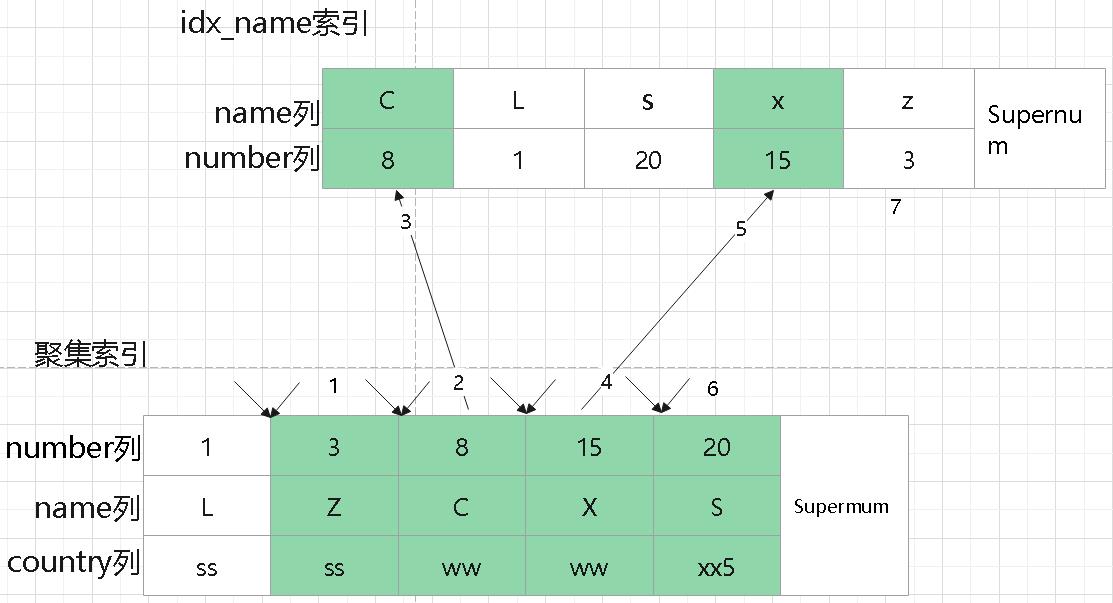 idx_name索引
name列 C L s x z
Supernu
m
number列 8 1 20 15 3
7
3 5
聚集索引
1 2 4 6
number列 1 3 8 15 20
name列 L Z C X S Supermum
country列 ss ss ww ww xx5